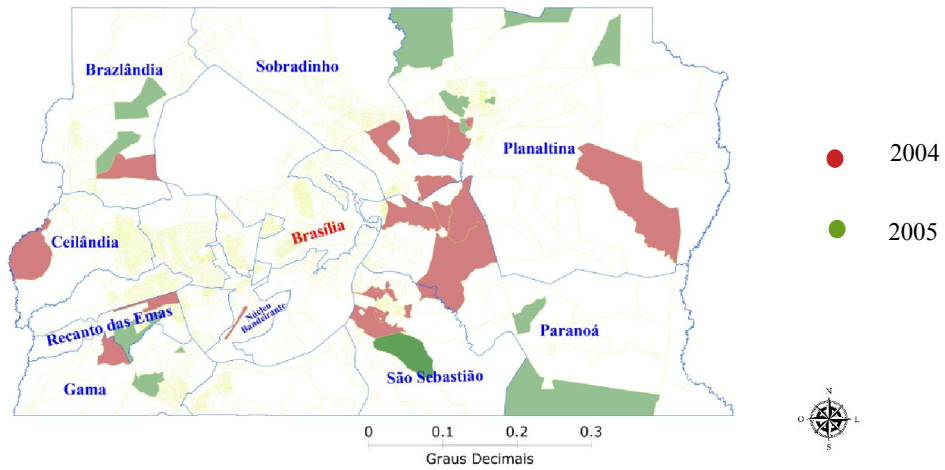 Brazlândia
Sobradinho
Planaltina
2004
2005
Brasília
Ceilândia
Núcleo
Bandeirante
Recanto das Emas
Paranoá
Gama
São Sebastião
N
O
L
S
0
0.1
0.2
0.3
Graus Decimais